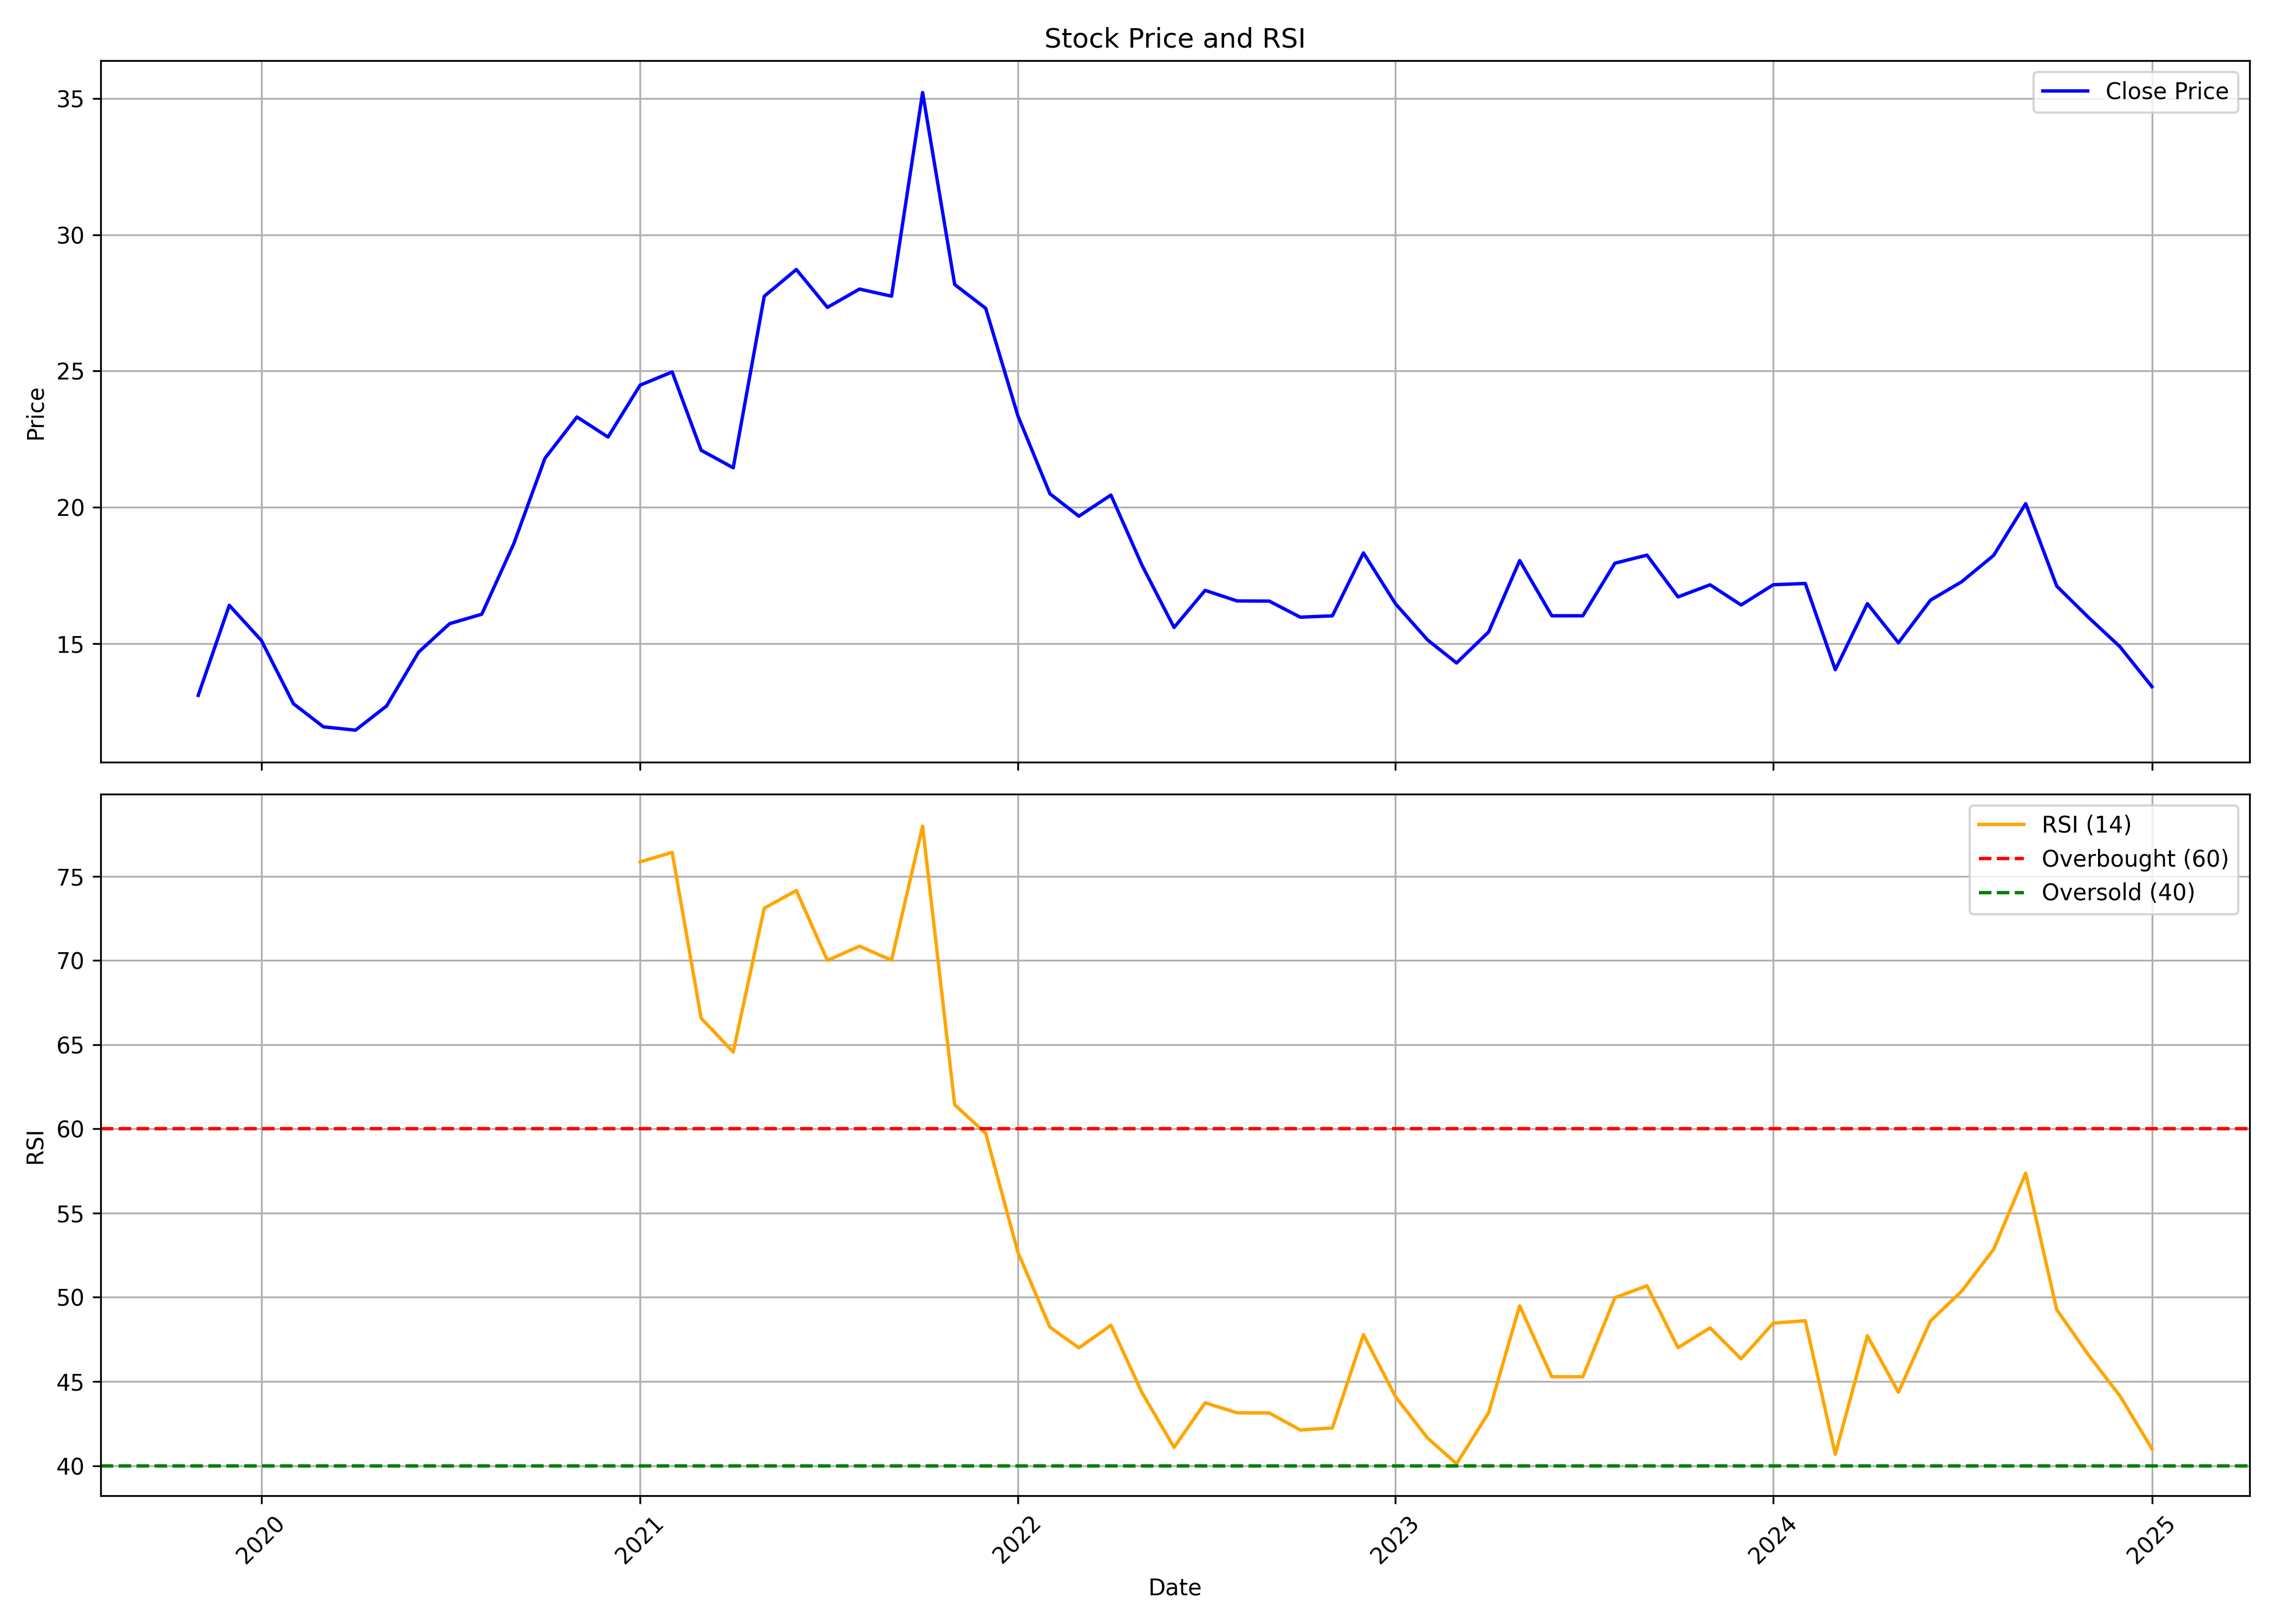 Stock Price and RSI
Close Price
35
30
25
20
15
Price
RSI (14)
Overbought (60)
Oversold (40)
75
70
65
60
55
50
45
40
RSI
2020
2021
2022
2023
2024
2025
Date